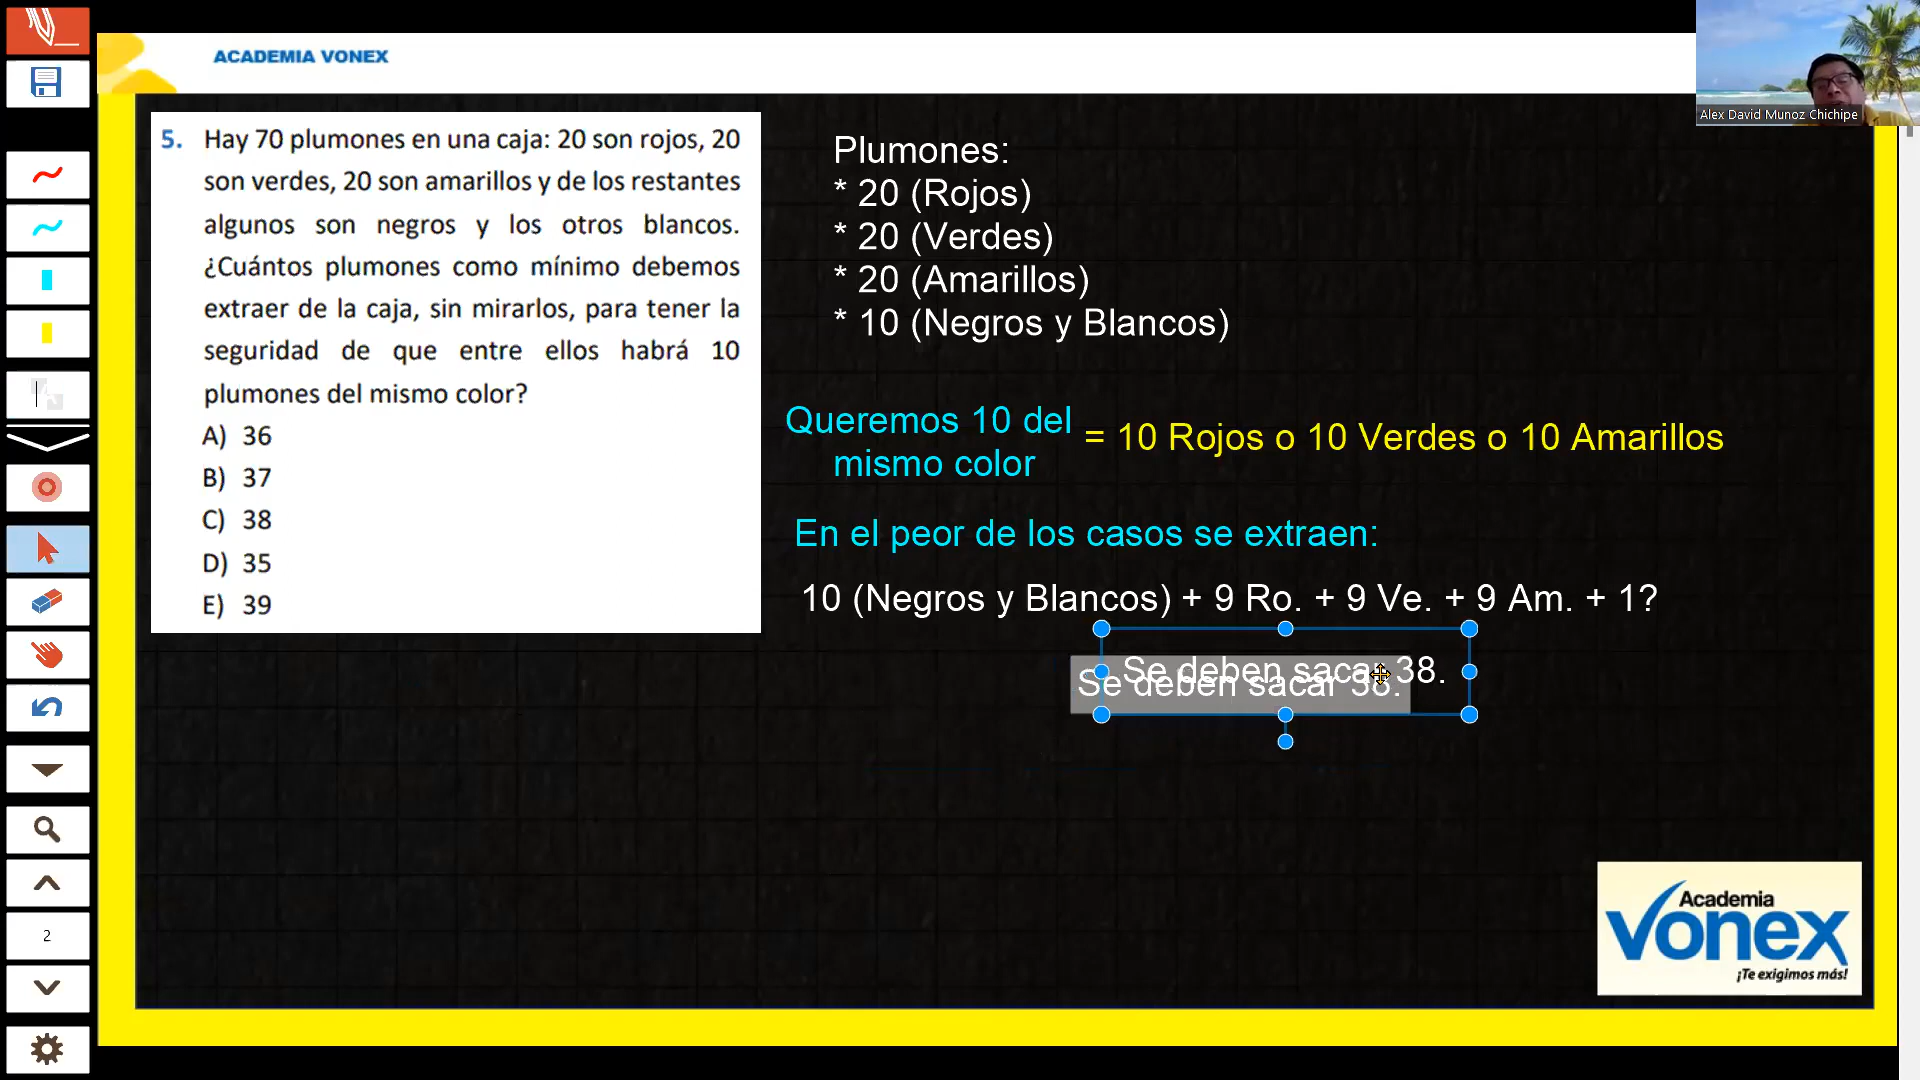 ACADEMIA VONEX
Alex David Munoz Chichipe
5. Hay 70 plumones en una caja: 20 son rojos, 20
son verdes, 20 son amarillos y de los restantes
algunos son negros y los otros blancos.
¿Cuántos plumones como mínimo debemos
extraer de la caja, sin mirarlos, para tener la
seguridad de que entre ellos habrá 10
plumones del mismo color?
A) 36
B) 37
C) 38
D) 35
E) 39
Plumones:
* 20 (Rojos)
* 20 (Verdes)
* 20 (Amarillos)
* 10 (Negros y Blancos)
Queremos 10 del
mismo color
= 10 Rojos o 10 Verdes o 10 Amarillos
En el peor de los casos se extraen:
10 (Negros y Blancos) + 9 Ro. + 9 Ve. + 9 Am. + 1?
Se deben sacar 38.
Se deben sacar 38.
2
Academia
vonex
¡Te exigimos más!